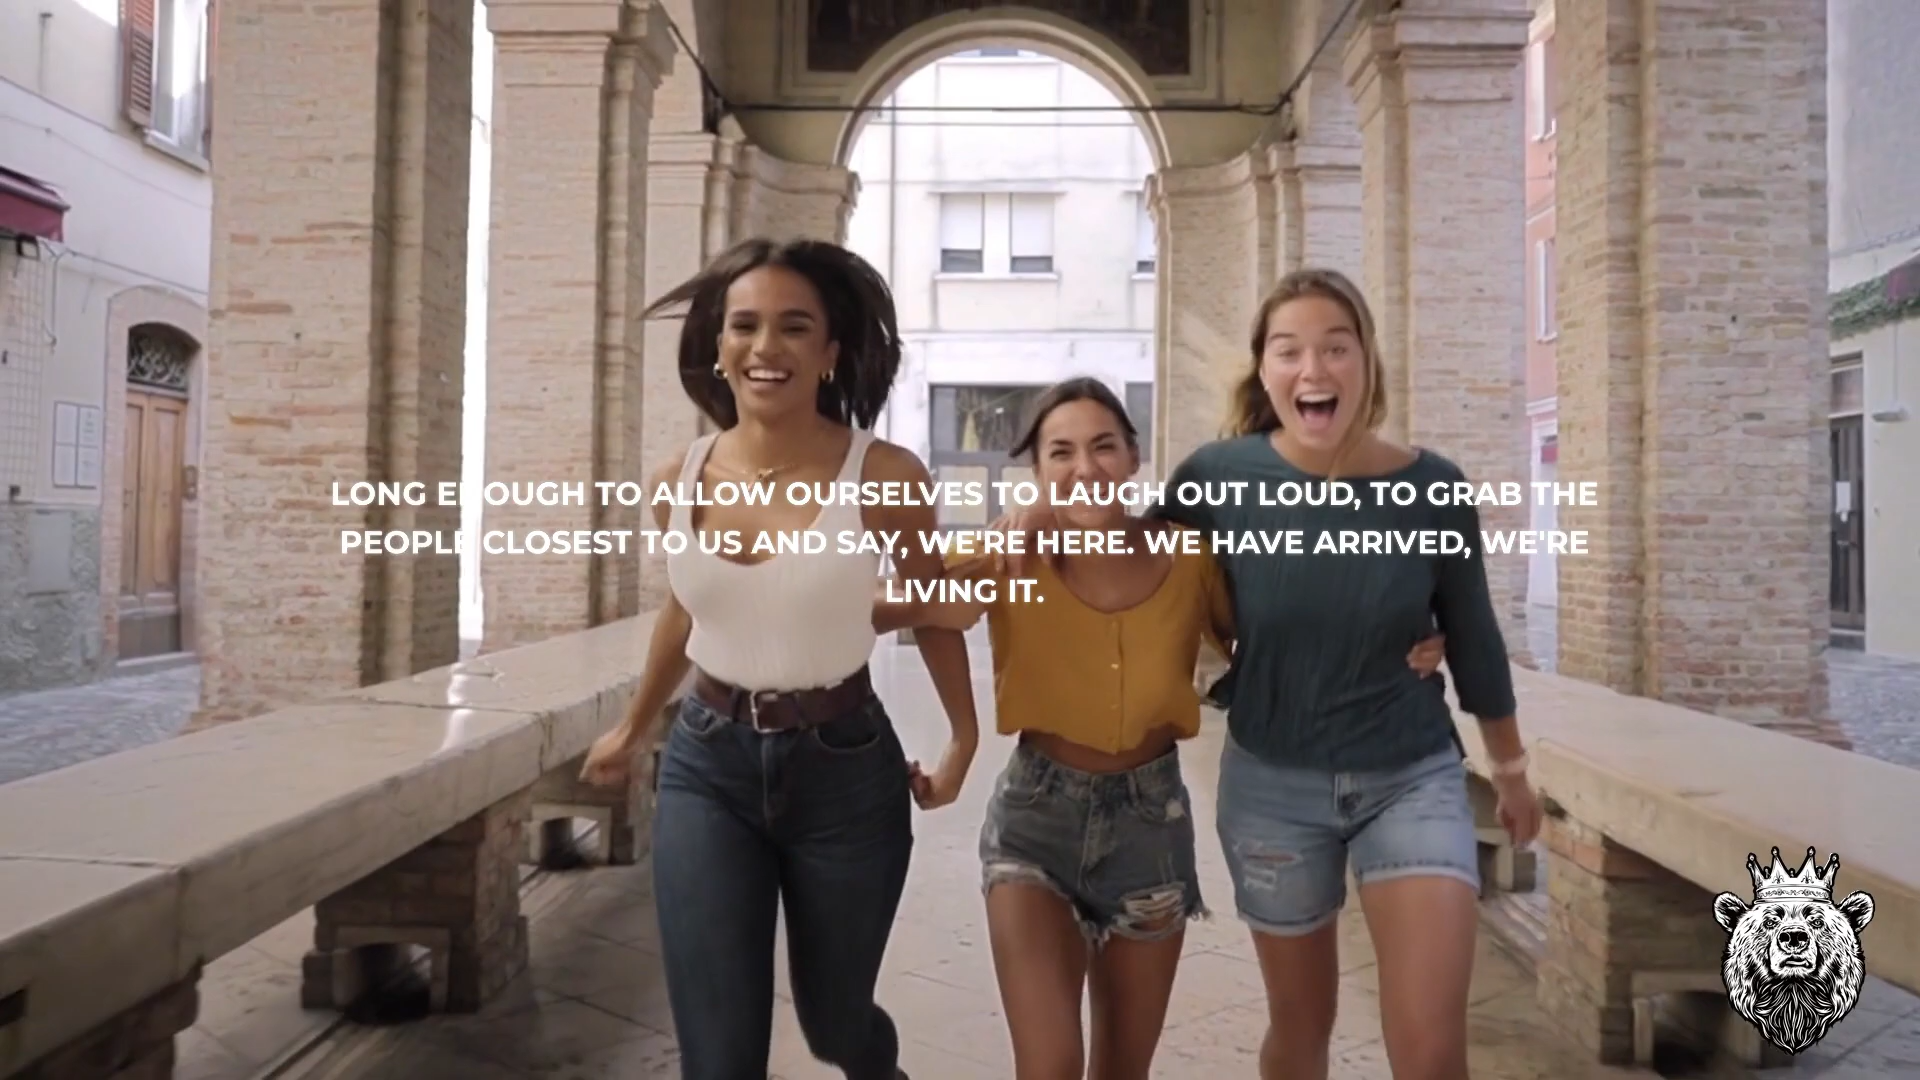 LONG ENOUGH TO ALLOW OURSELVES TO LAUGH OUT LOUD, TO GRAB THE
PEOPLE CLOSEST TO US AND SAY, WE'RE HERE. WE HAVE ARRIVED, WE'RE
LIVING IT.